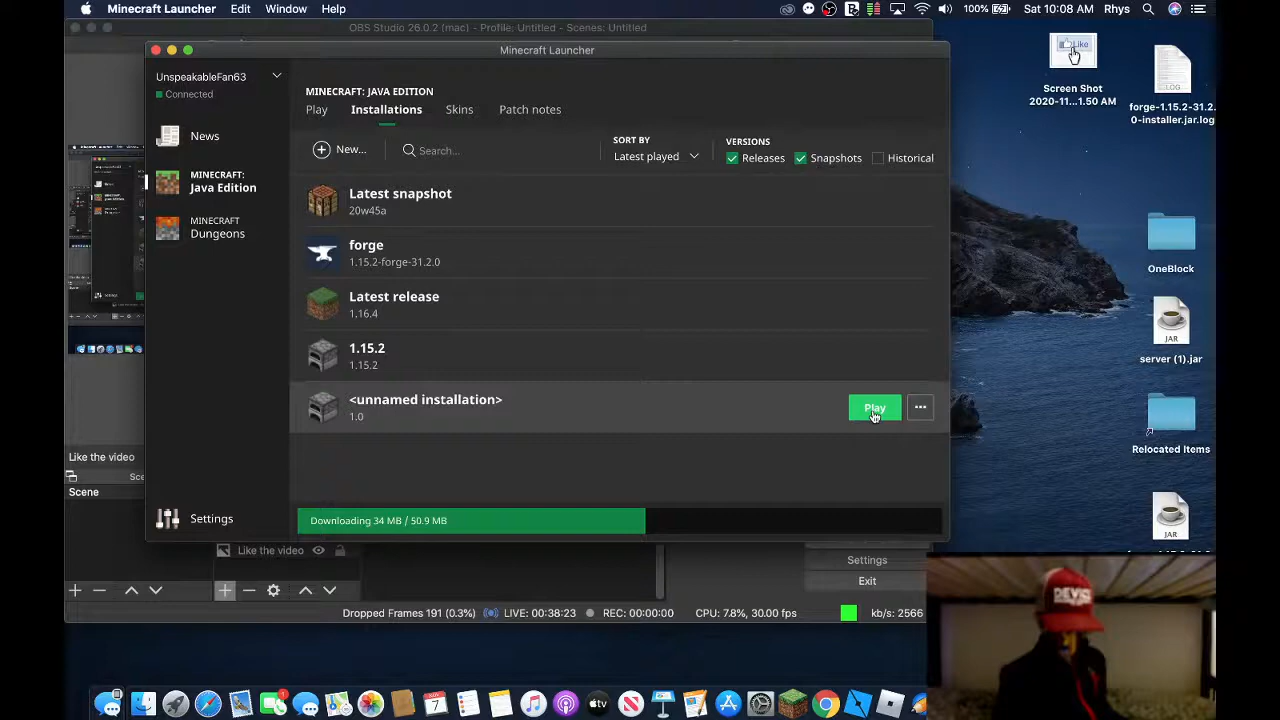 Minecraft Launcher Edit Window Help
100% Sat 10:08 AM Rhys
OBS Studio 26.0.2 (mac) - Profile: Untitled - Scenes: Untitled
Minecraft Launcher
UnspeakableFan63
Connected
News
MINECRAFT:
Java Edition
MINECRAFT
Dungeons
Settings
MINECRAFT: JAVA EDITION
Play Installations Skins Patch notes
New...
Search...
SORT BY
Latest played
VERSIONS
Releases Snapshots Historical
Latest snapshot
20w45a
forge
1.15.2-forge-31.2.0
Latest release
1.16.4
1.15.2
1.15.2
<unnamed installation>
1.0
Play
Downloading 34 MB / 50.9 MB
Like the video
Sce
Scene
Like the video
Settings
Exit
Dropped Frames 191 (0.3%) LIVE: 00:38:23 REC: 00:00:00 CPU: 7.8%, 30.00 fps kb/s: 2566
Like
Screen Shot
2020-11...1.50 AM
LOG
forge-1.15.2-31.2.
0-installer.jar.log
OneBlock
JAR
server (1).jar
Relocated Items
JAR
7
1